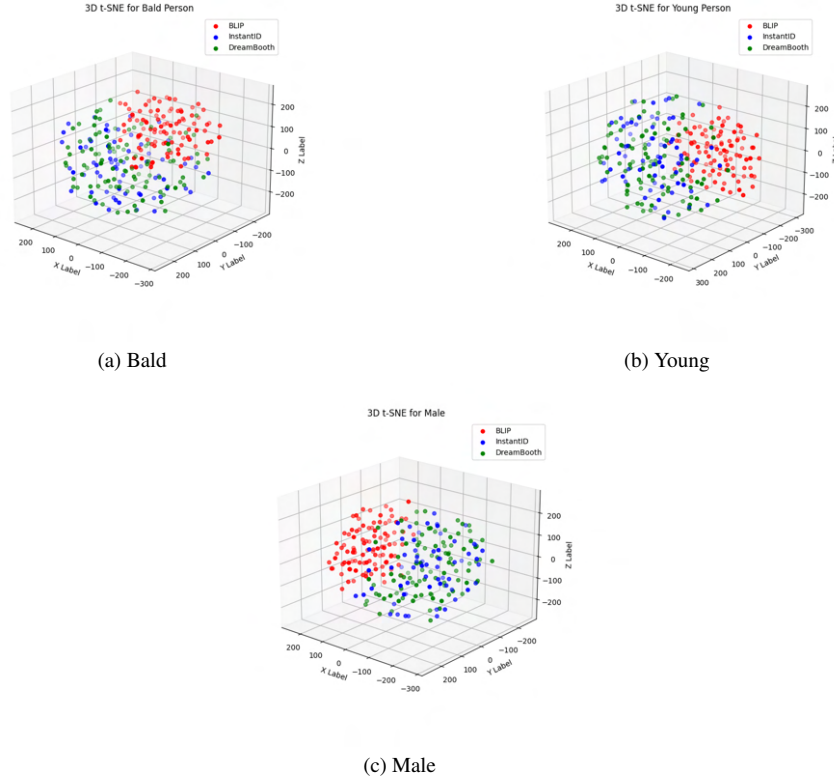 3D t-SNE for Bald Person
BLIP
InstantID
DreamBooth
200
100
0
-100
-200
Z Label
200
100
0
-100
-200
-300
X Label
200
100
0
-100
-200
Y Label
(a) Bald
3D t-SNE for Young Person
BLIP
InstantID
DreamBooth
200
100
0
-100
-200
200
100
0
-100
-200
X Label
300
200
100
0
-100
-200
-300
Y Label
(b) Young
3D t-SNE for Male
BLIP
InstantID
DreamBooth
200
100
0
-100
-200
Z Label
200
100
0
-100
-200
-300
X Label
200
100
0
-100
-200
Y Label
(c) Male